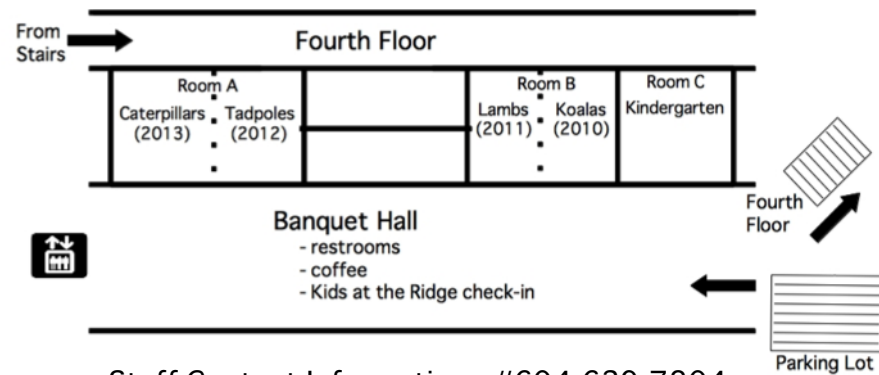 From
Stairs
Fourth Floor
Room A
Caterpillars
(2013)
Tadpoles
(2012)
Room B
Lambs
(2011)
Koalas
(2010)
Room C
Kindergarten
Fourth
Floor
Banquet Hall
- restrooms
- coffee
- Kids at the Ridge check-in
Parking Lot